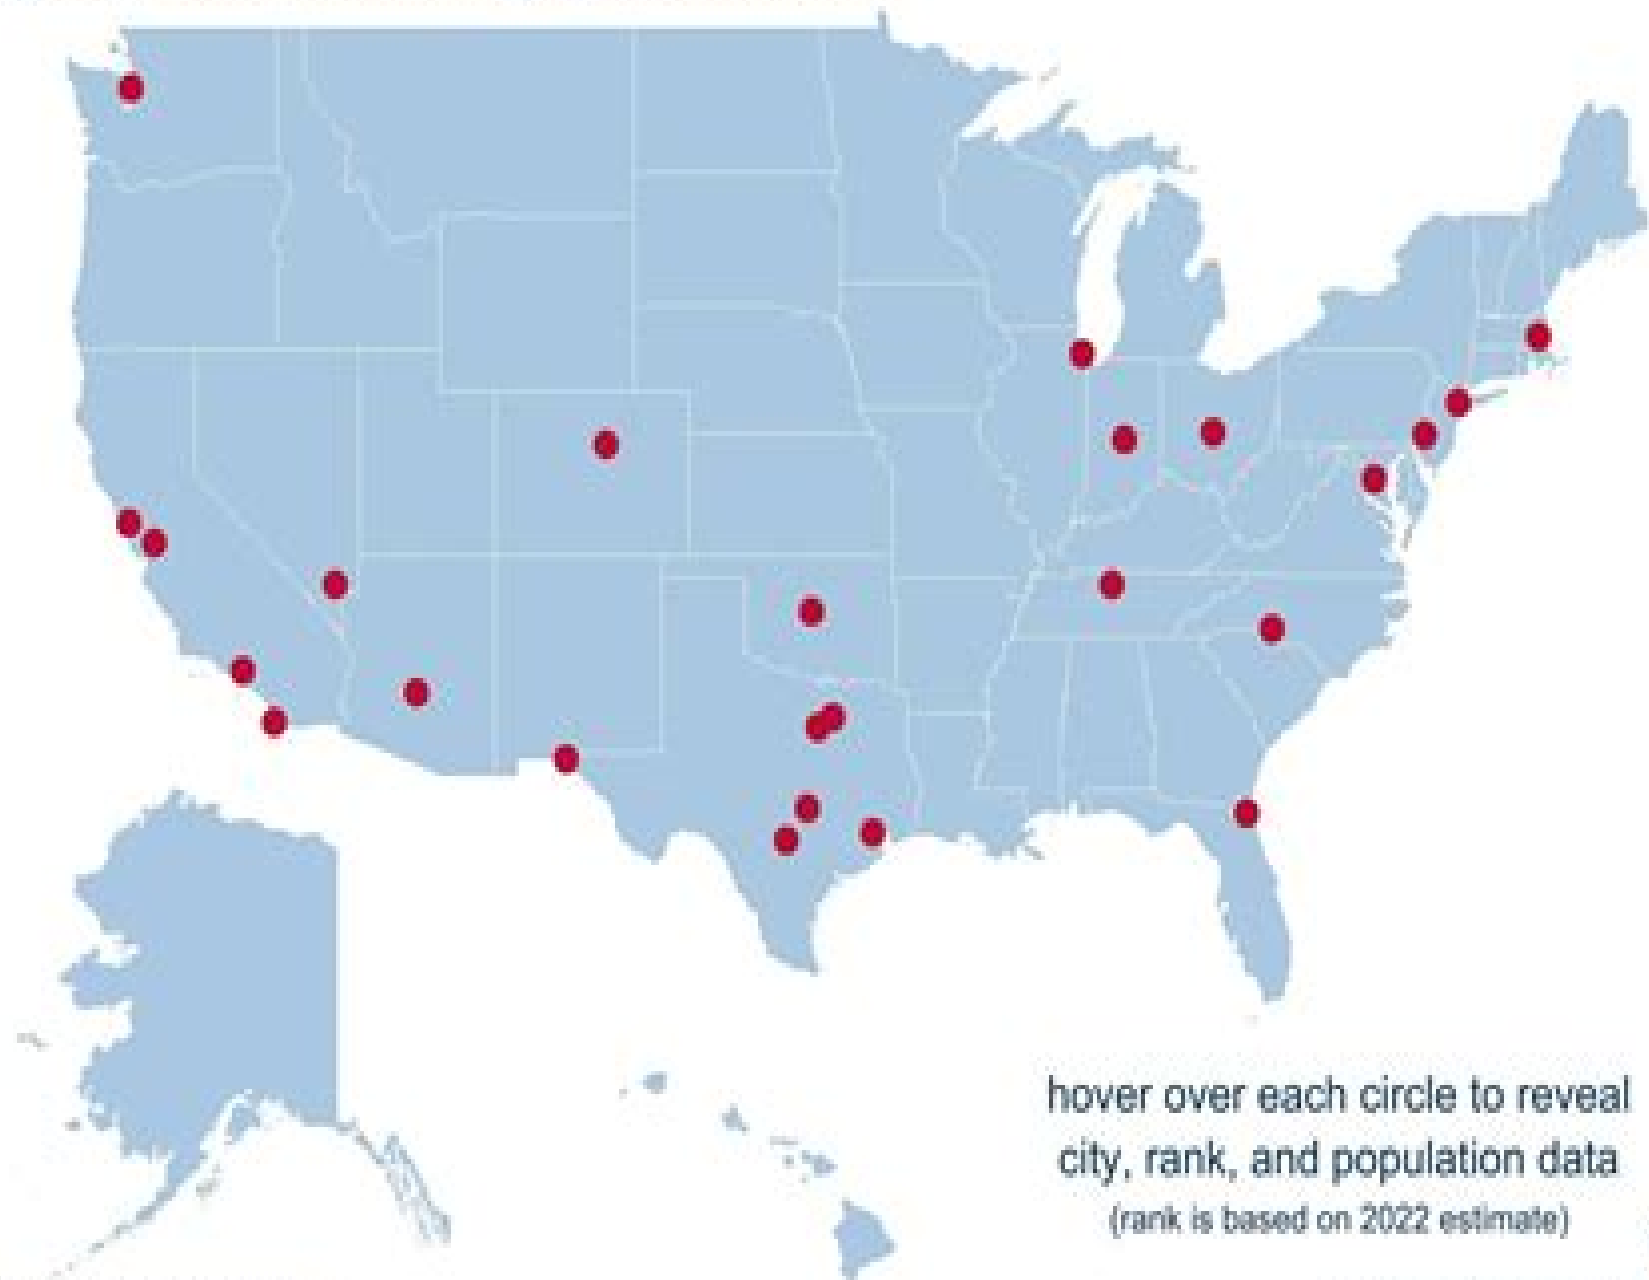 hover over each circle to reveal
city, rank, and population data
(rank is based on 2022 estimate)